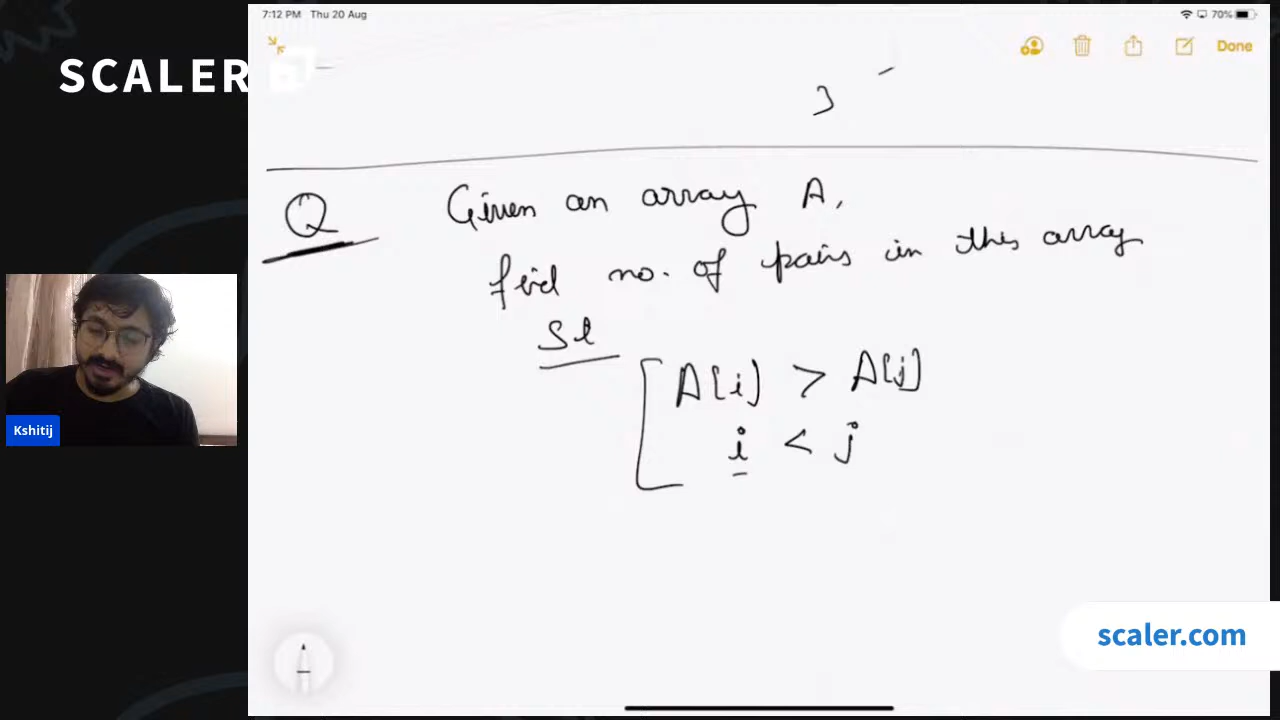 7:12 PM Thu 20 Aug
70%
Done
SCALER
3
Q Given an array A,
find no. of pairs in this array
St
A[i] > A[j]
i < j
Kshitij
scaler.com